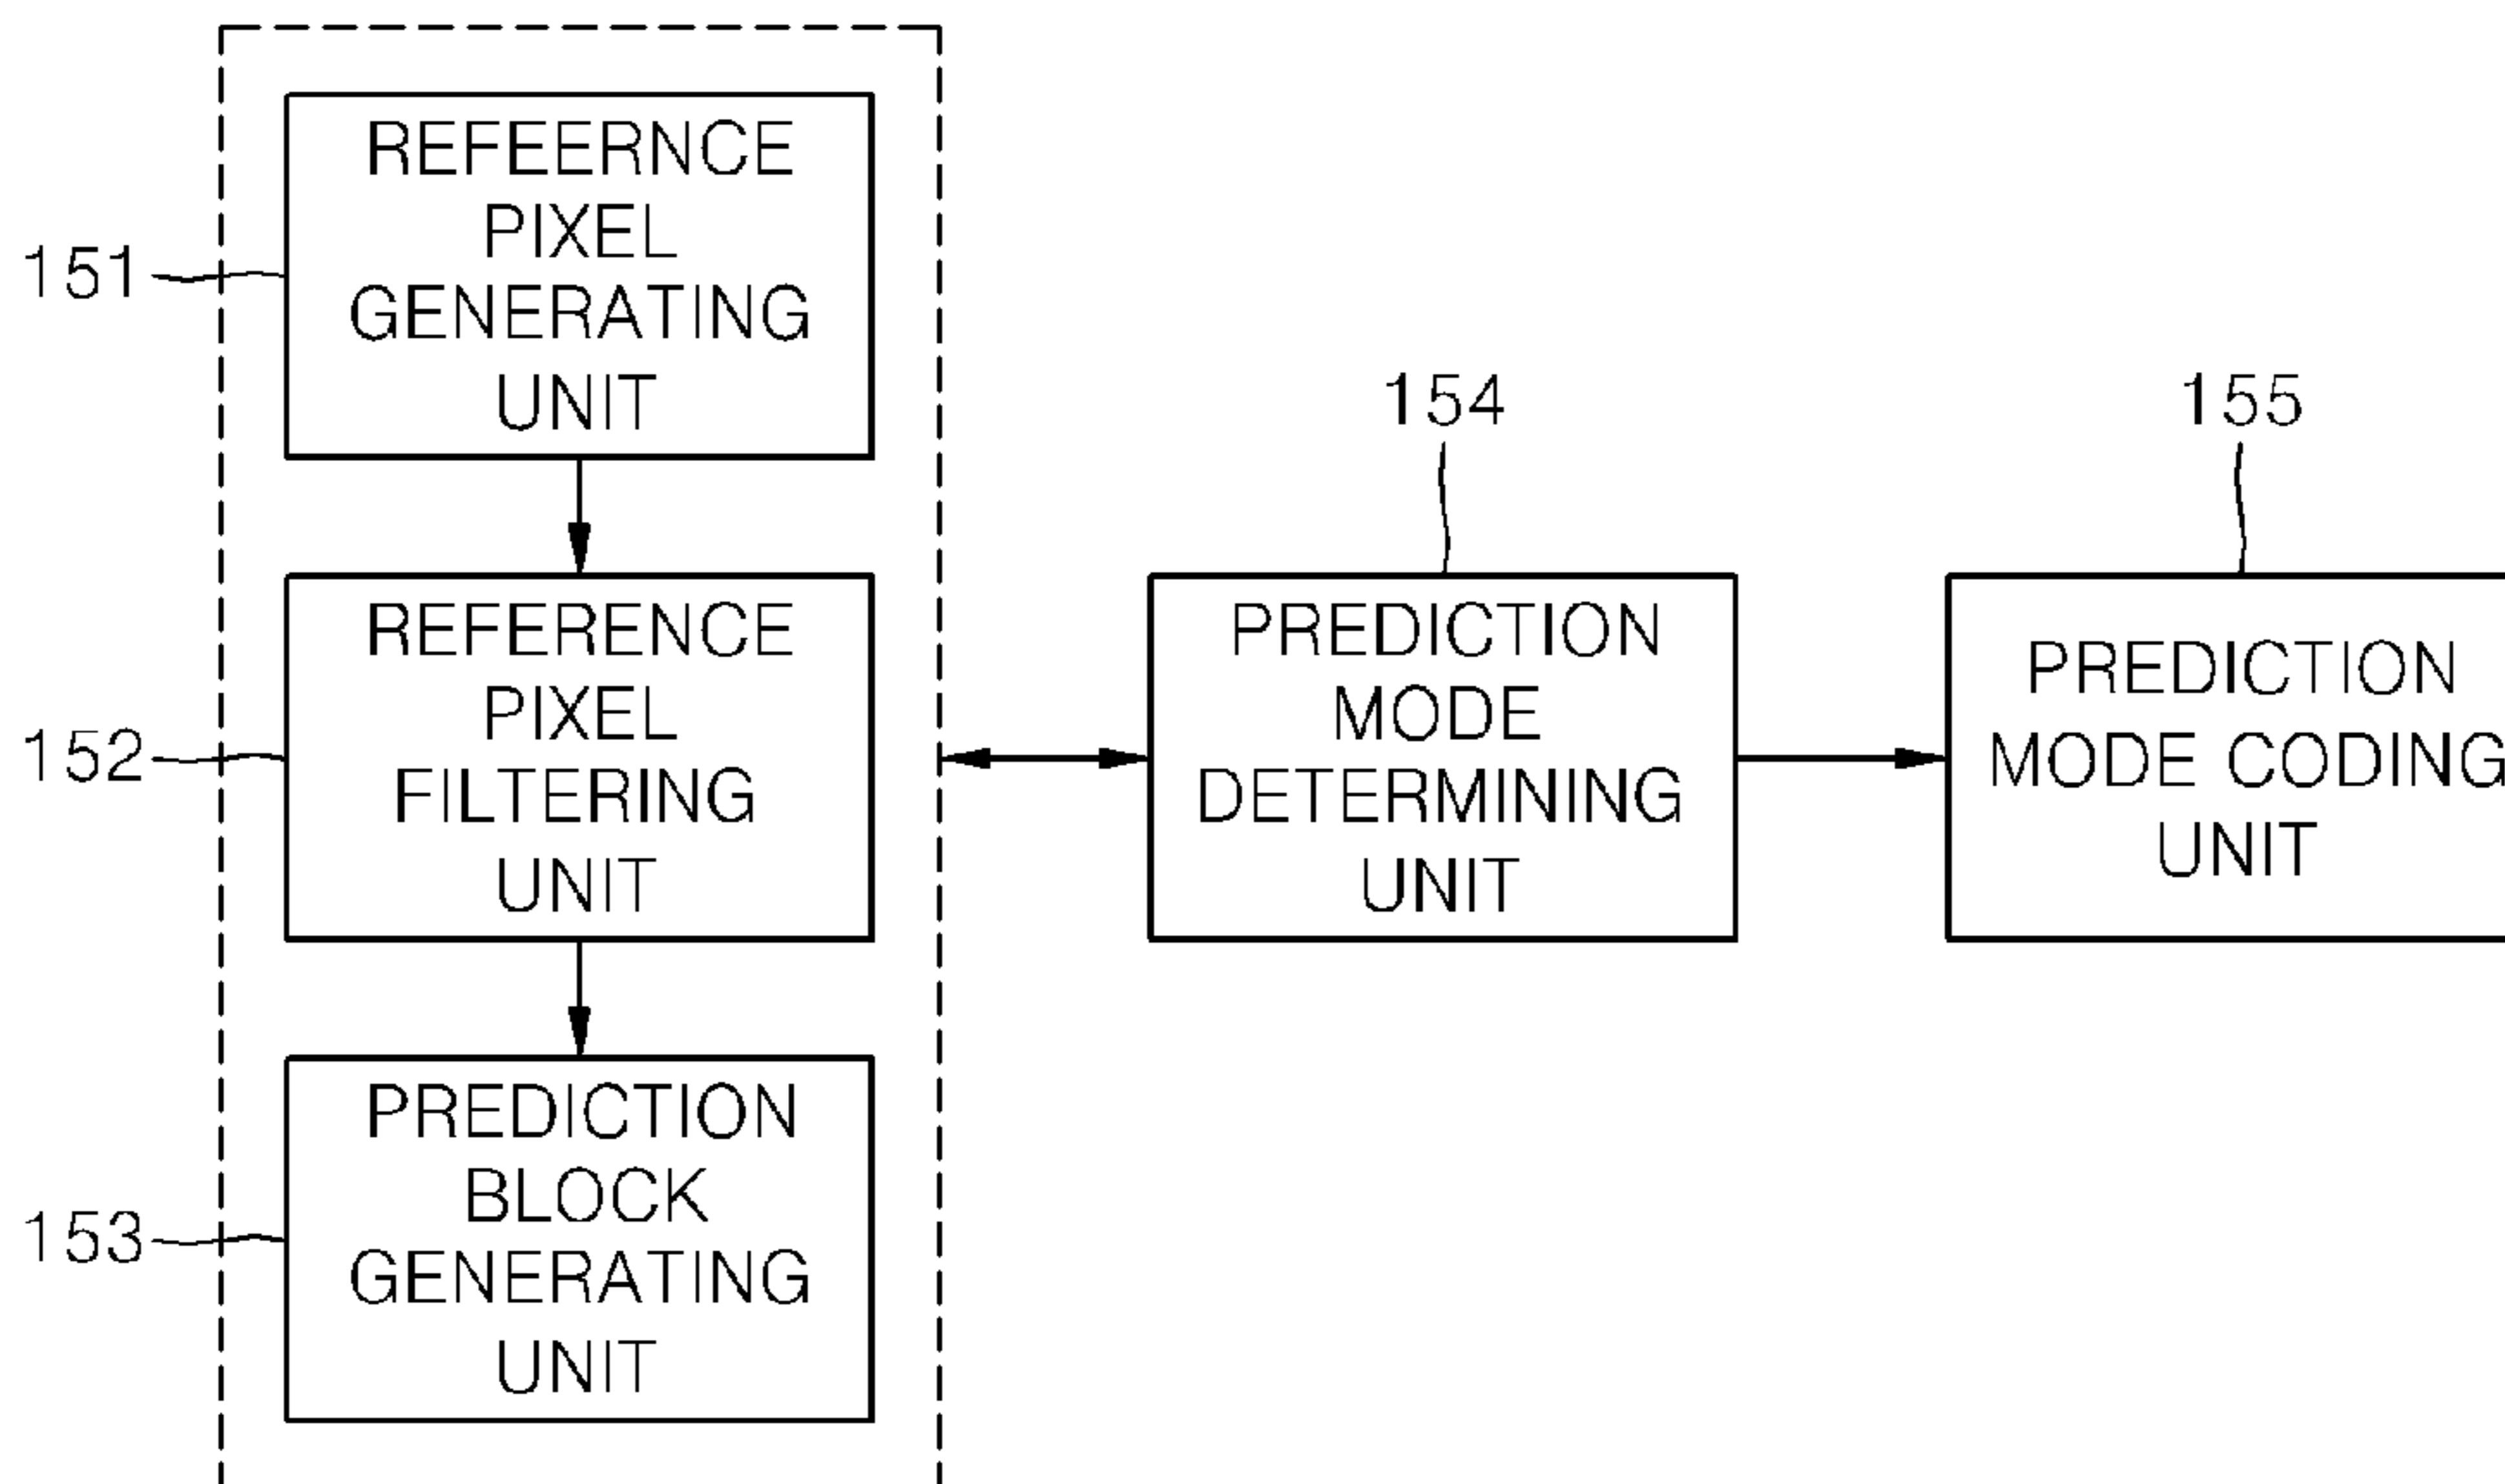 151
REFEERNCE
PIXEL
GENERATING
UNIT
152
REFERENCE
PIXEL
FILTERING
UNIT
153
PREDICTION
BLOCK
GENERATING
UNIT
154
PREDICTION
MODE
DETERMINING
UNIT
155
PREDICTION
MODE CODING
UNIT